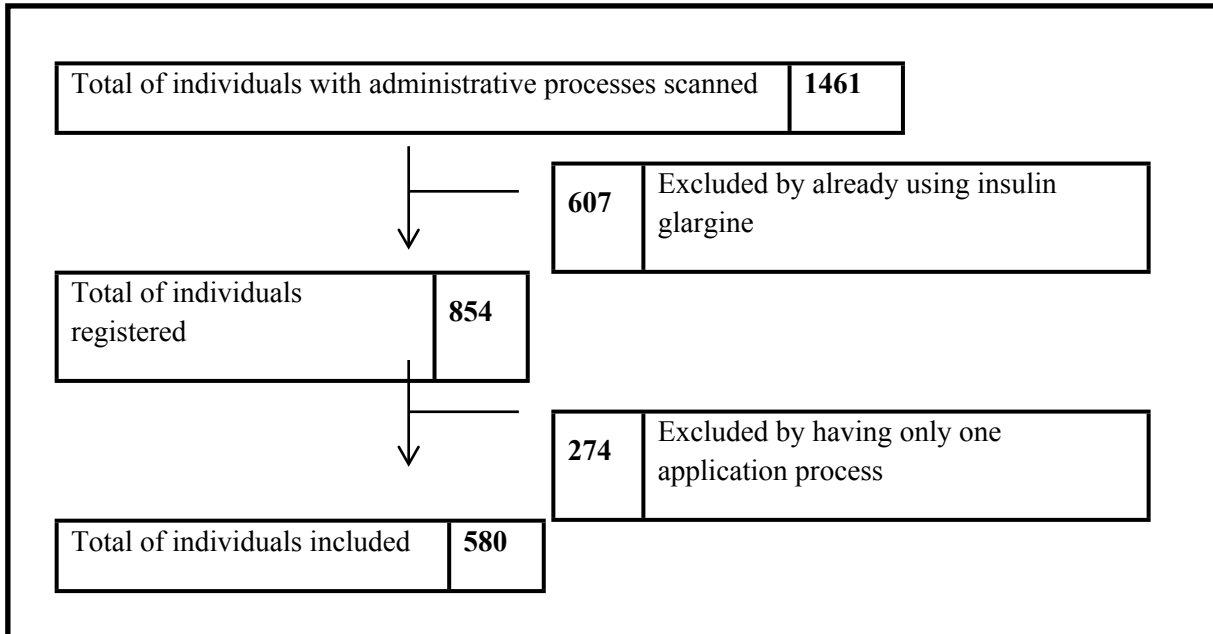 Total of individuals with administrative processes scanned 1461
607 Excluded by already using insulin
glargine
Total of individuals
registered 854
274 Excluded by having only one
application process
Total of individuals included 580